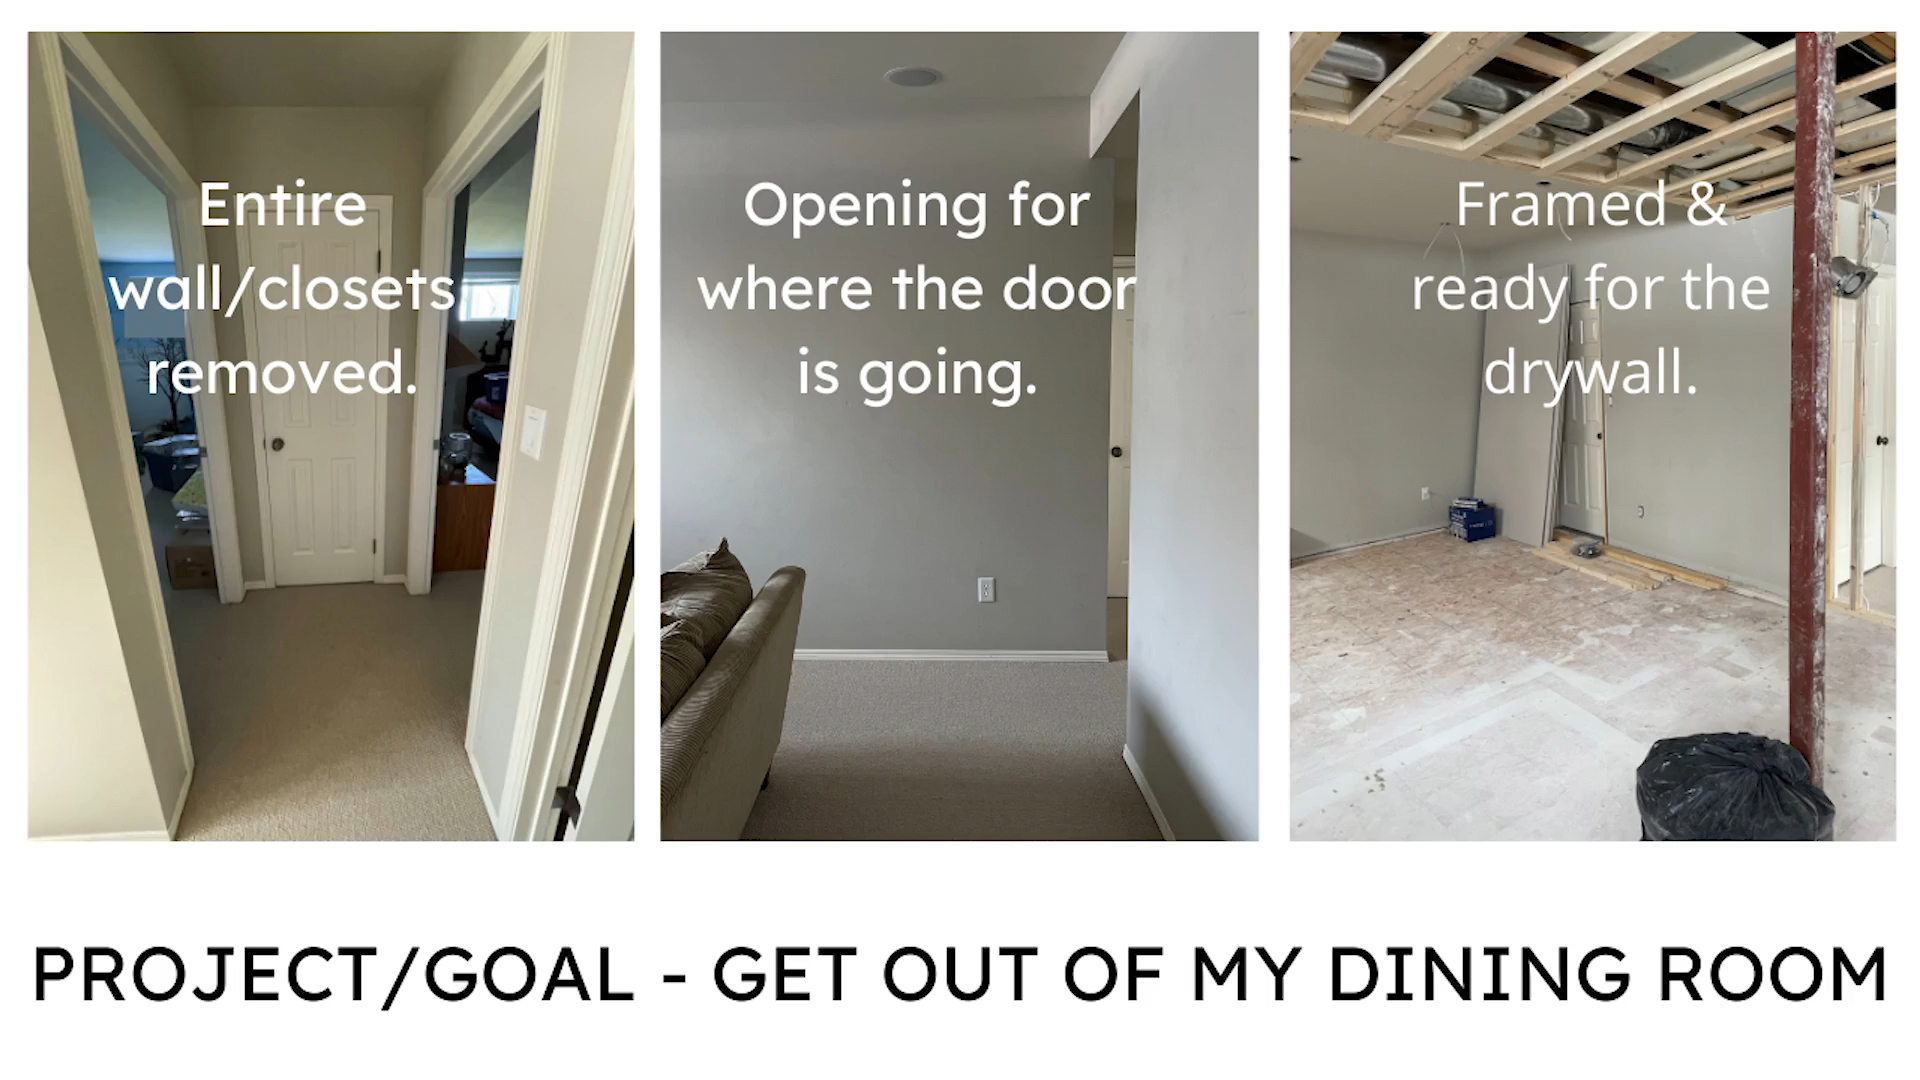 Entire
wall/closets
removed.
Opening for
where the door
is going.
Framed &
ready for the
drywall.
PROJECT/GOAL - GET OUT OF MY DINING ROOM